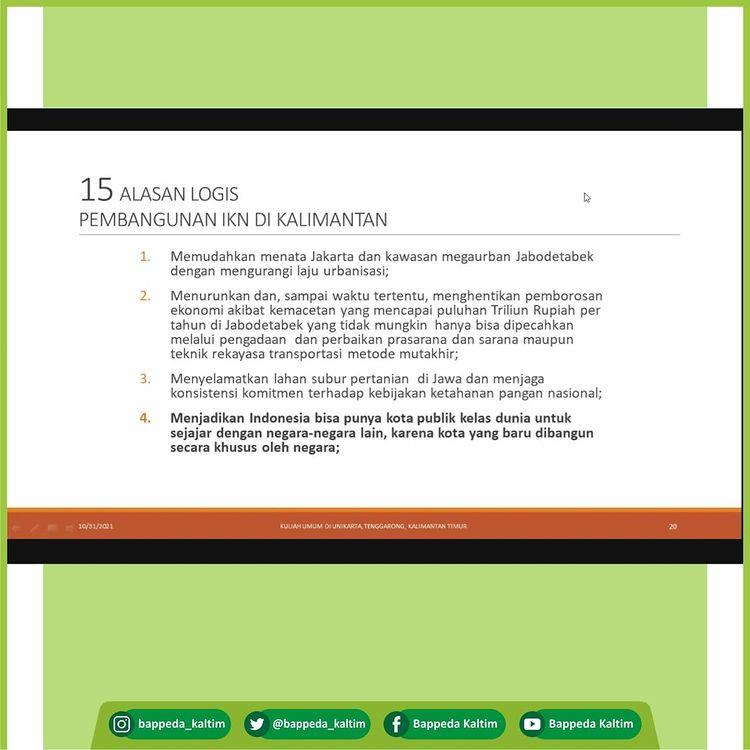 15 ALASAN LOGIS
PEMBANGUNAN IKN DI KALIMANTAN
1. Memudahkan menata Jakarta dan kawasan megaurban Jabodetabek
dengan mengurangi laju urbanisasi;
2. Menurunkan dan, sampai waktu tertentu, menghentikan pemborosan
ekonomi akibat kemacetan yang mencapai puluhan Triliun Rupiah per
tahun di Jabodetabek yang tidak mungkin hanya bisa dipecahkan
melalui pengadaan dan perbaikan prasarana dan sarana maupun
teknik rekayasa transportasi metode mutakhir;
3. Menyelamatkan lahan subur pertanian di Jawa dan menjaga
konsistensi komitmen terhadap kebijakan ketahanan pangan nasional;
4. Menjadikan Indonesia bisa punya kota publik kelas dunia untuk
sejajar dengan negara-negara lain, karena kota yang baru dibangun
secara khusus oleh negara;
10/31/2021 KULIAH UMUM DI UNIKARTA, TENGGARONG, KALIMANTAN TIMUR 20
bappeda_kaltim @bappeda_kaltim Bappeda Kaltim Bappeda Kaltim